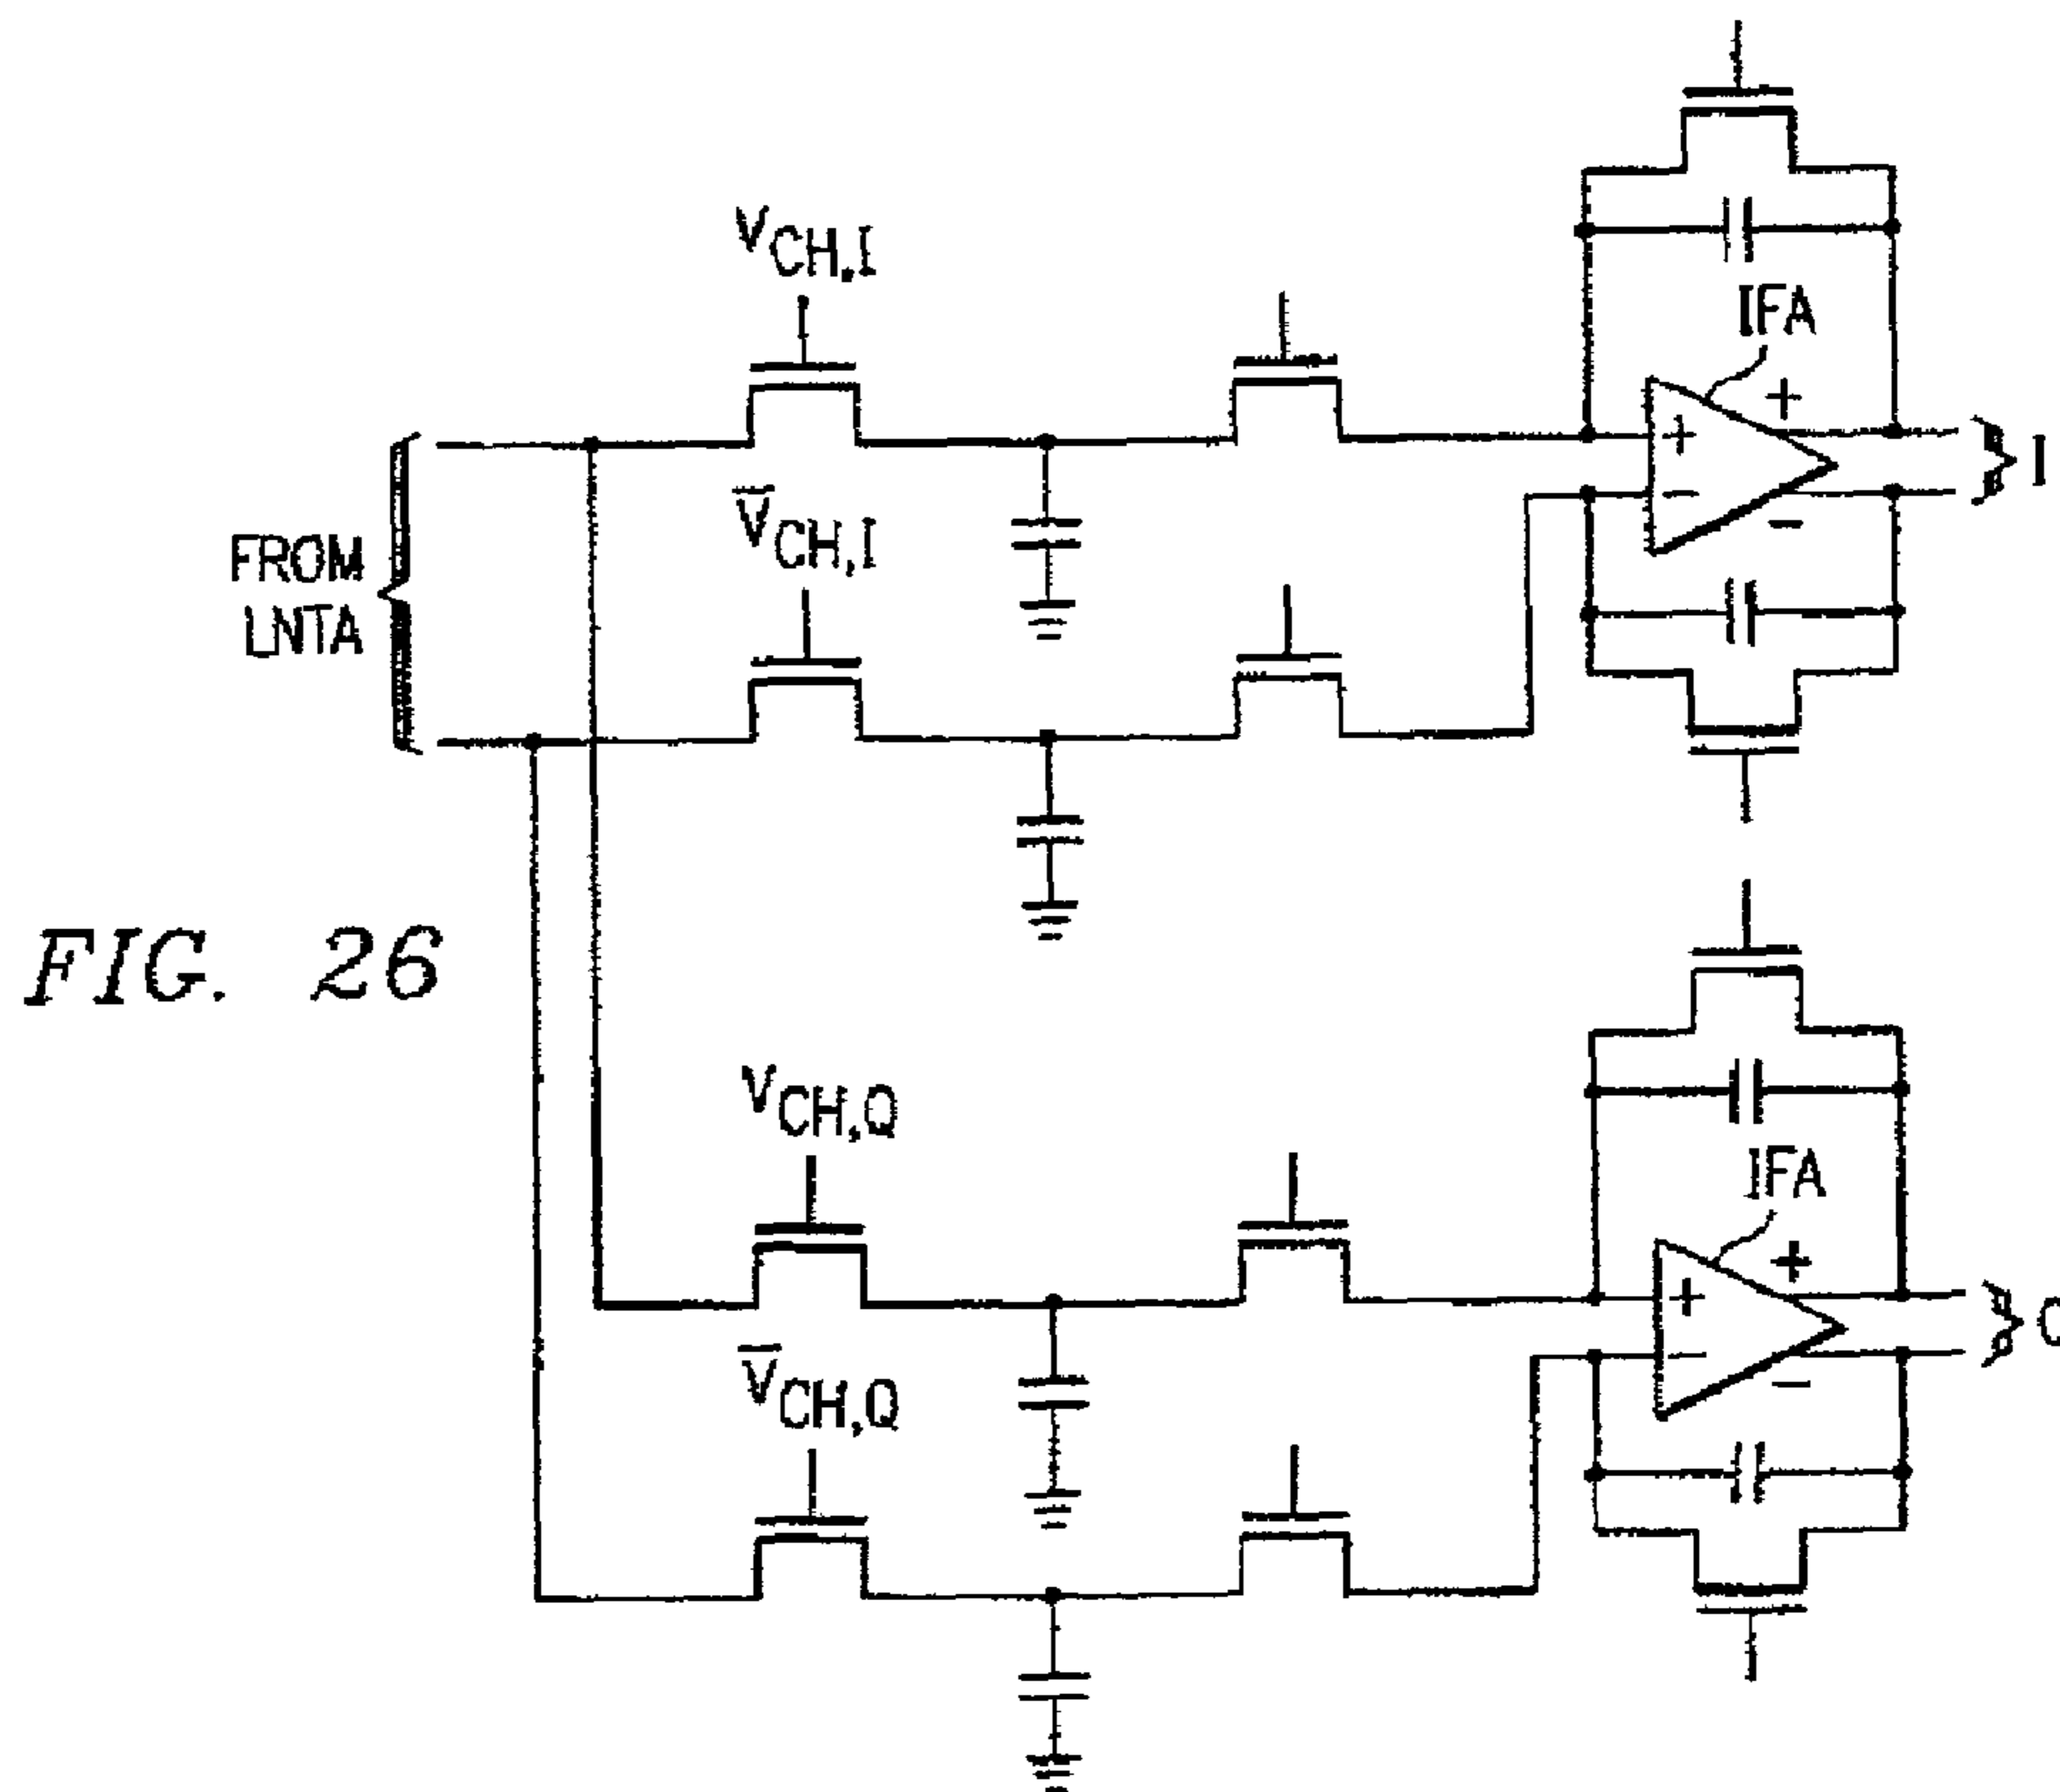 V_CH,I
IFA
+
+
-
-
} I
V̅_CH,I
FROM
LNTA
FIG. 26
V_CH,Q
IFA
+
+
-
-
V̅_CH,Q